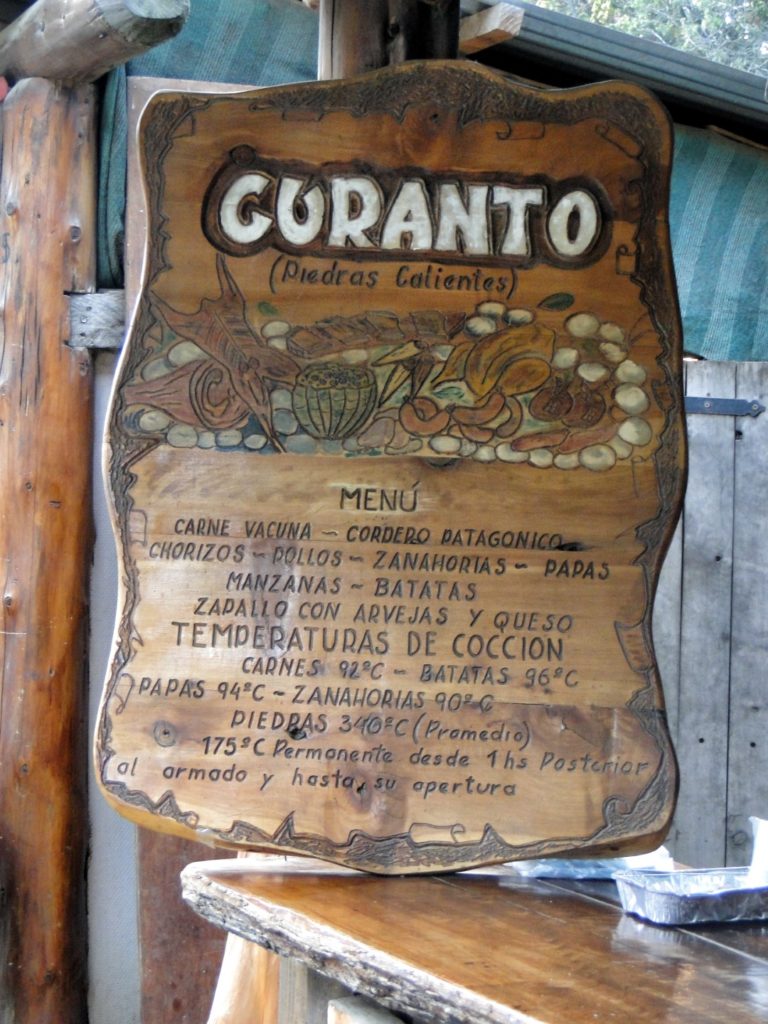 CURANTO
(Piedras Calientes)
MENÚ
CARNE VACUNA ~ CORDERO PATAGONICO
CHORIZOS ~ POLLOS ~ ZANAHORIAS ~ PAPAS
MANZANAS ~ BATATAS
ZAPALLO CON ARVEJAS Y QUESO
TEMPERATURAS DE COCCION
CARNES 92ºC ~ BATATAS 96ºC
PAPAS 94ºC ~ ZANAHORIAS 90ºC
PIEDRAS 340ºC (Promedio)
175ºC Permanente desde 1hs Posterior
al armado y hasta su apertura